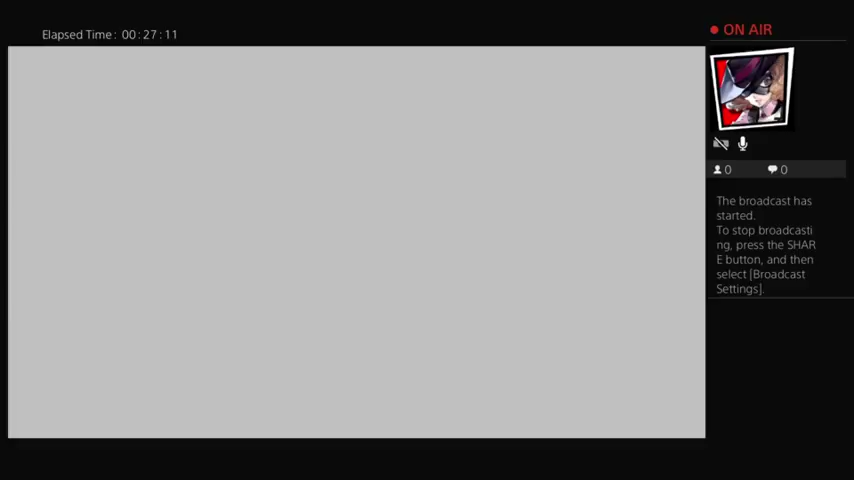 Elapsed Time: 00:27:11
ON AIR
0 0
The broadcast has
started.
To stop broadcasti
ng, press the SHAR
E button, and then
select [Broadcast
Settings].